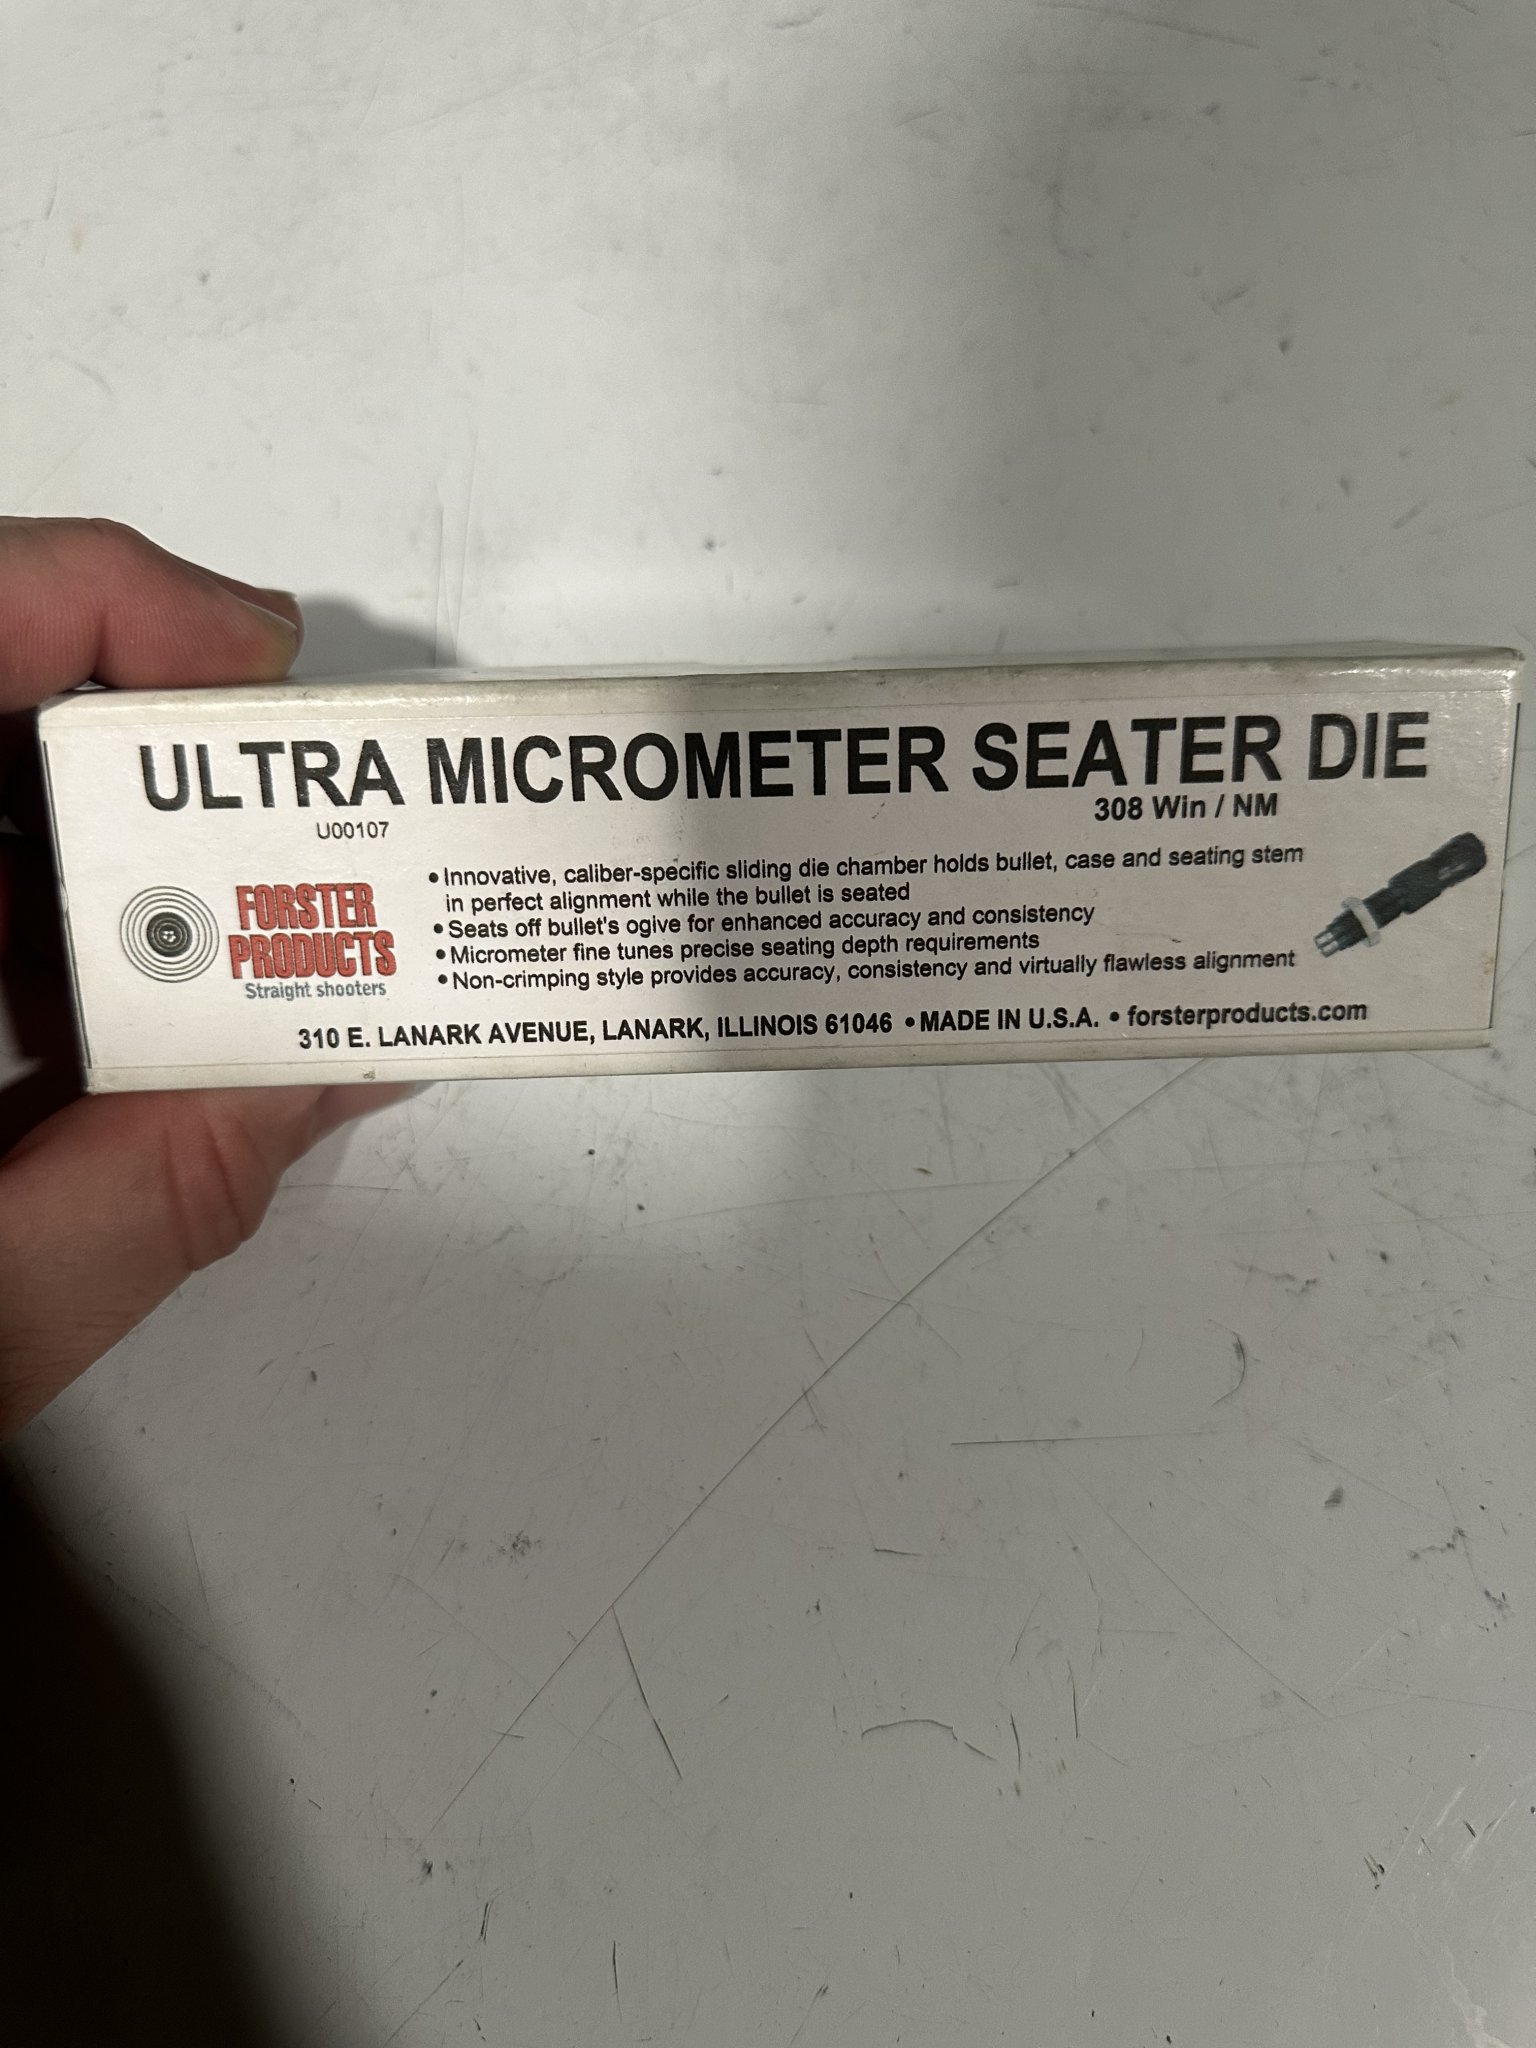 ULTRA MICROMETER SEATER DIE
U00107
308 Win / NM
FORSTER
PRODUCTS
Straight shooters
• Innovative, caliber-specific sliding die chamber holds bullet, case and seating stem
in perfect alignment while the bullet is seated
• Seats off bullet's ogive for enhanced accuracy and consistency
• Micrometer fine tunes precise seating depth requirements
• Non-crimping style provides accuracy, consistency and virtually flawless alignment
310 E. LANARK AVENUE, LANARK, ILLINOIS 61046 • MADE IN U.S.A. • forsterproducts.com